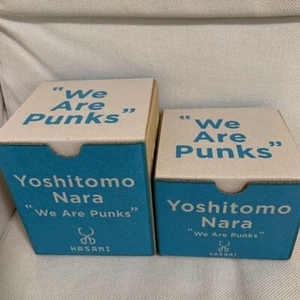 "We
Are
Punks"
Yoshitomo
Nara
"We Are Punks"
HASAMI
"We
Are
Punks"
Yoshitomo
Nara
"We Are Punks"
HASAMI